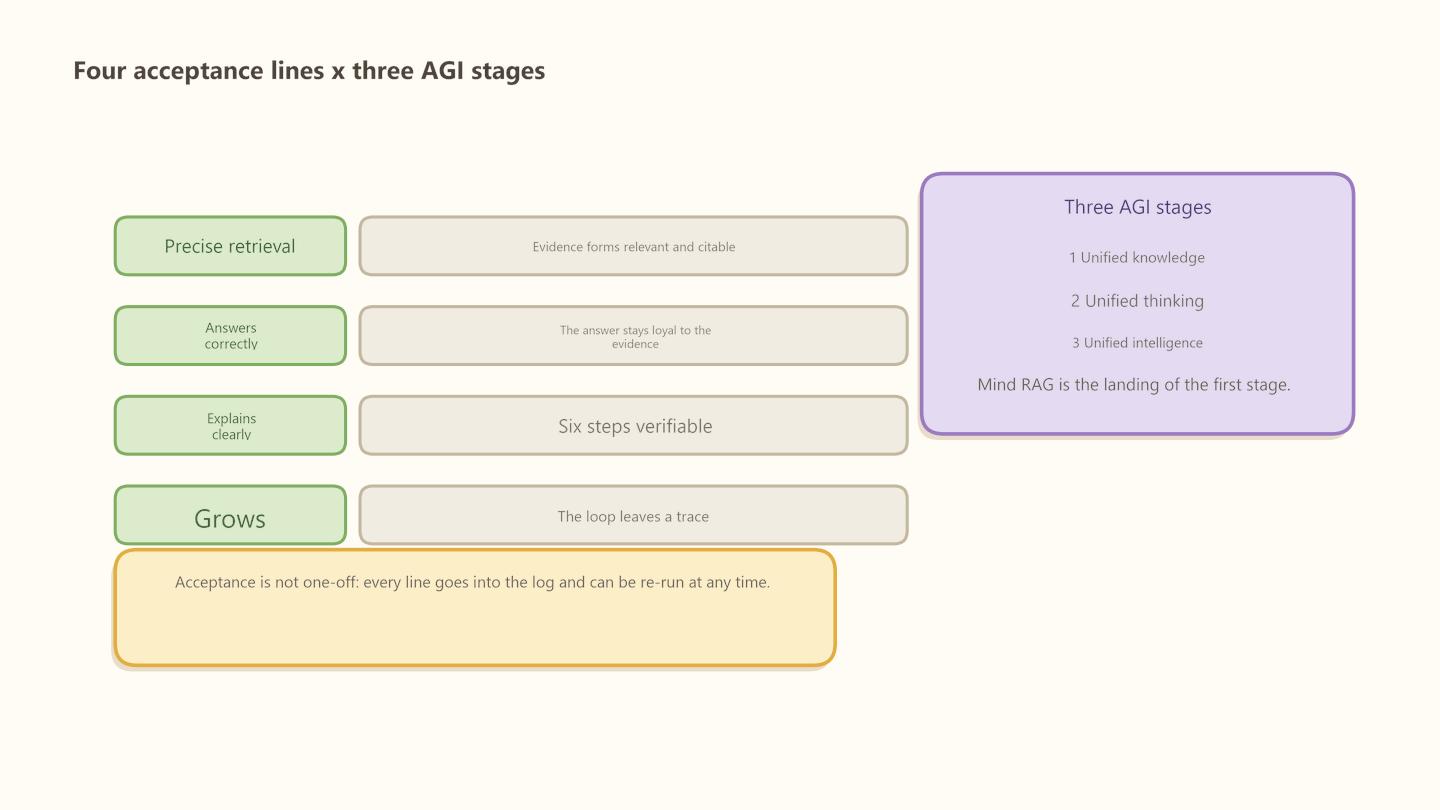 Four acceptance lines x three AGI stages
Precise retrieval
Evidence forms relevant and citable
Answers
correctly
The answer stays loyal to the
evidence
Explains
clearly
Six steps verifiable
Grows
The loop leaves a trace
Acceptance is not one-off: every line goes into the log and can be re-run at any time.
Three AGI stages
1 Unified knowledge
2 Unified thinking
3 Unified intelligence
Mind RAG is the landing of the first stage.